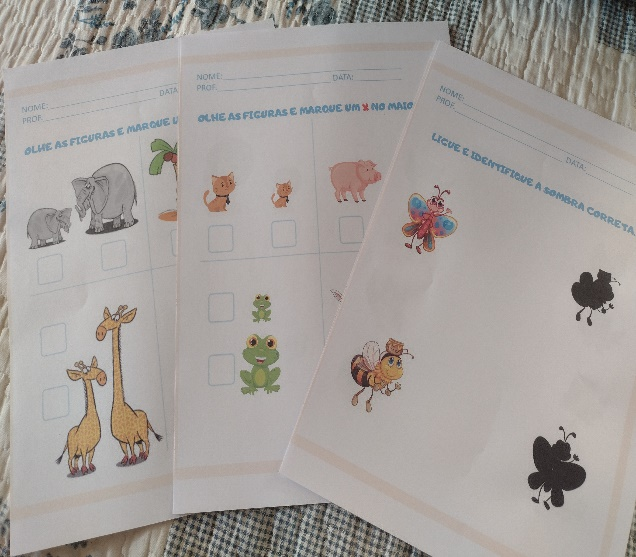 NOME:
DATA
PROF.
OLHE AS FIGURAS E MARQUE U
NOME:
DATA:
PROF.
OLHE AS FIGURAS E MARQUE UM X NO MAIO
NOME:
PROF.
DATA:
LIGUE E IDENTIFIQUE A SOMBRA CORRETA